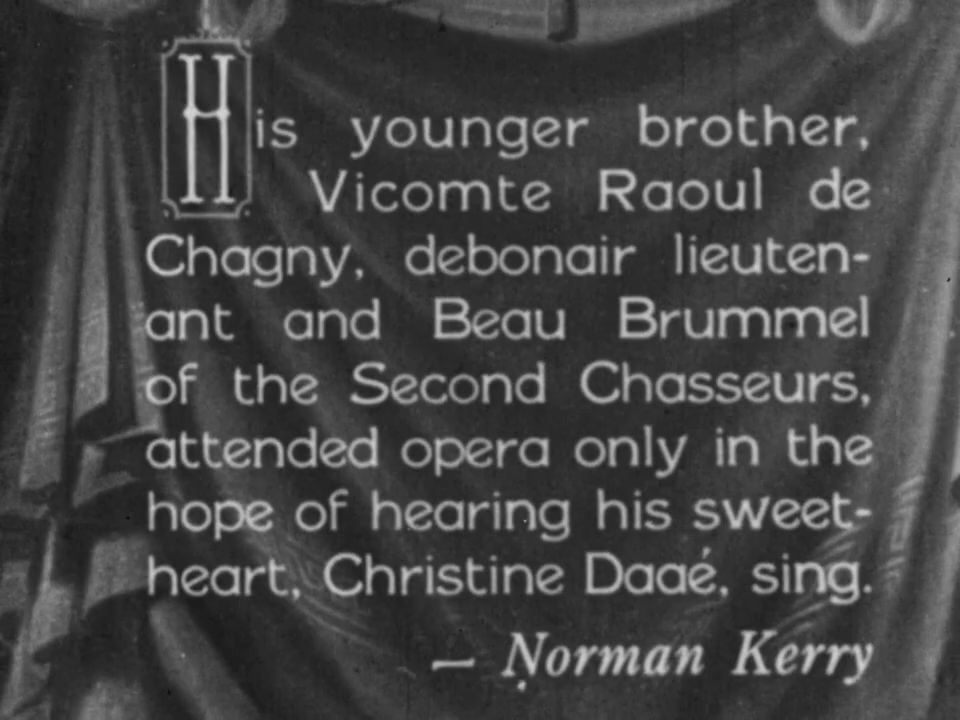 His younger brother,
Vicomte Raoul de
Chagny, debonair lieuten-
ant and Beau Brummel
of the Second Chasseurs,
attended opera only in the
hope of hearing his sweet-
heart, Christine Daaé, sing.
— Norman Kerry